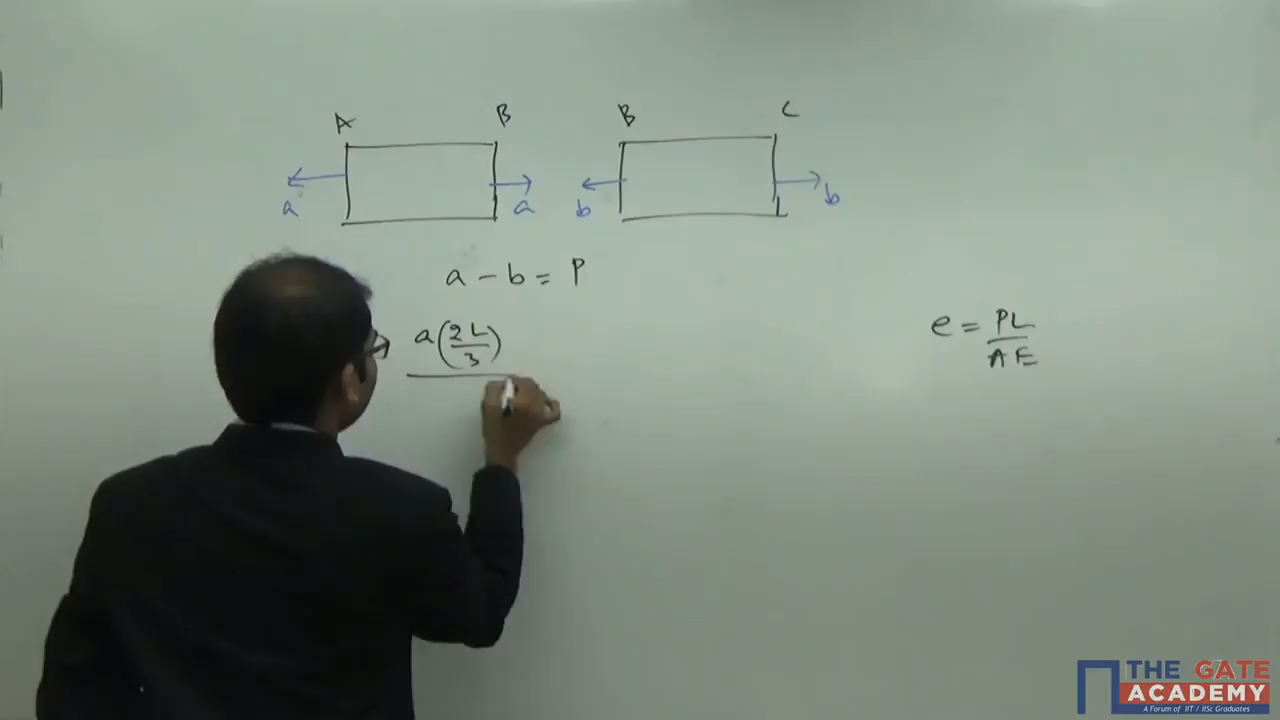 A B B C
a a b b
a - b = P
a(2L/3)
e = PL/AE
THE GATE
ACADEMY
A Forum of IIT / IISc Graduates